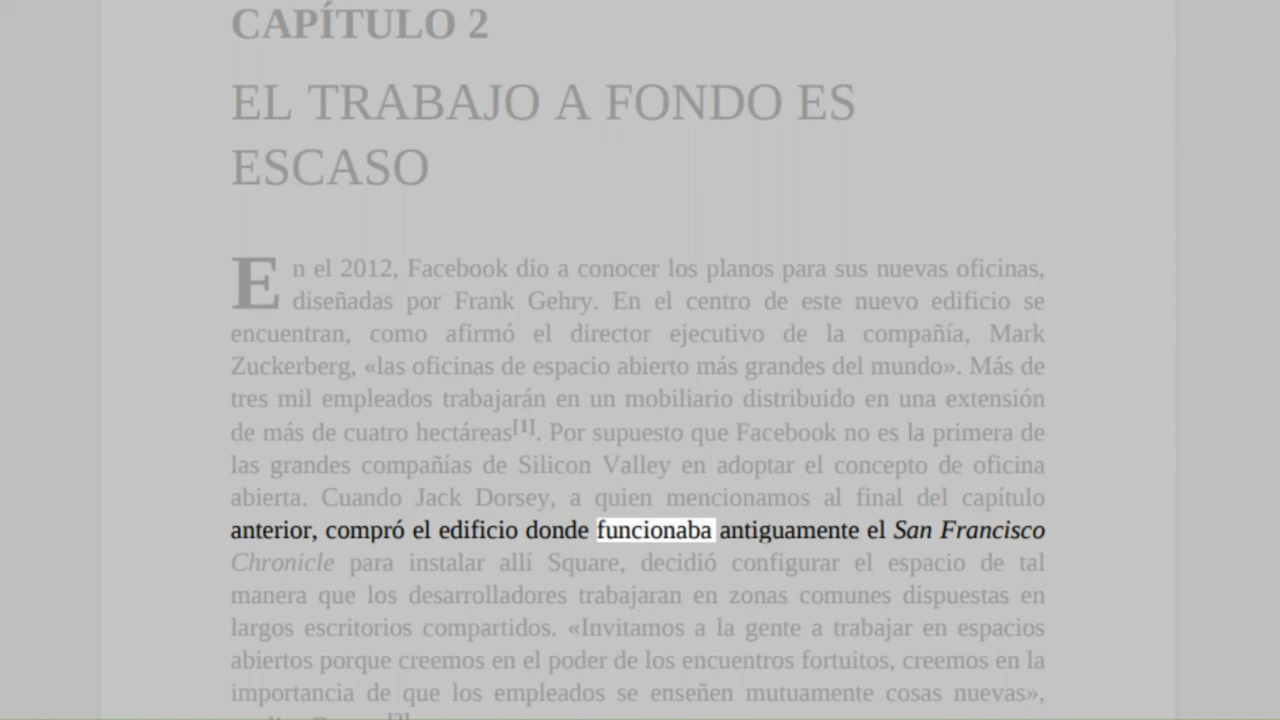 CAPÍTULO 2
EL TRABAJO A FONDO ES
ESCASO
En el 2012, Facebook dio a conocer los planos para sus nuevas oficinas,
diseñadas por Frank Gehry. En el centro de este nuevo edificio se
encuentran, como afirmó el director ejecutivo de la compañía, Mark
Zuckerberg, «las oficinas de espacio abierto más grandes del mundo». Más de
tres mil empleados trabajarán en un mobiliario distribuido en una extensión
de más de cuatro hectáreas[1]. Por supuesto que Facebook no es la primera de
las grandes compañías de Silicon Valley en adoptar el concepto de oficina
abierta. Cuando Jack Dorsey, a quien mencionamos al final del capítulo
anterior, compró el edificio donde funcionaba antiguamente el San Francisco
Chronicle para instalar allí Square, decidió configurar el espacio de tal
manera que los desarrolladores trabajaran en zonas comunes dispuestas en
largos escritorios compartidos. «Invitamos a la gente a trabajar en espacios
abiertos porque creemos en el poder de los encuentros fortuitos, creemos en la
importancia de que los empleados se enseñen mutuamente cosas nuevas»,